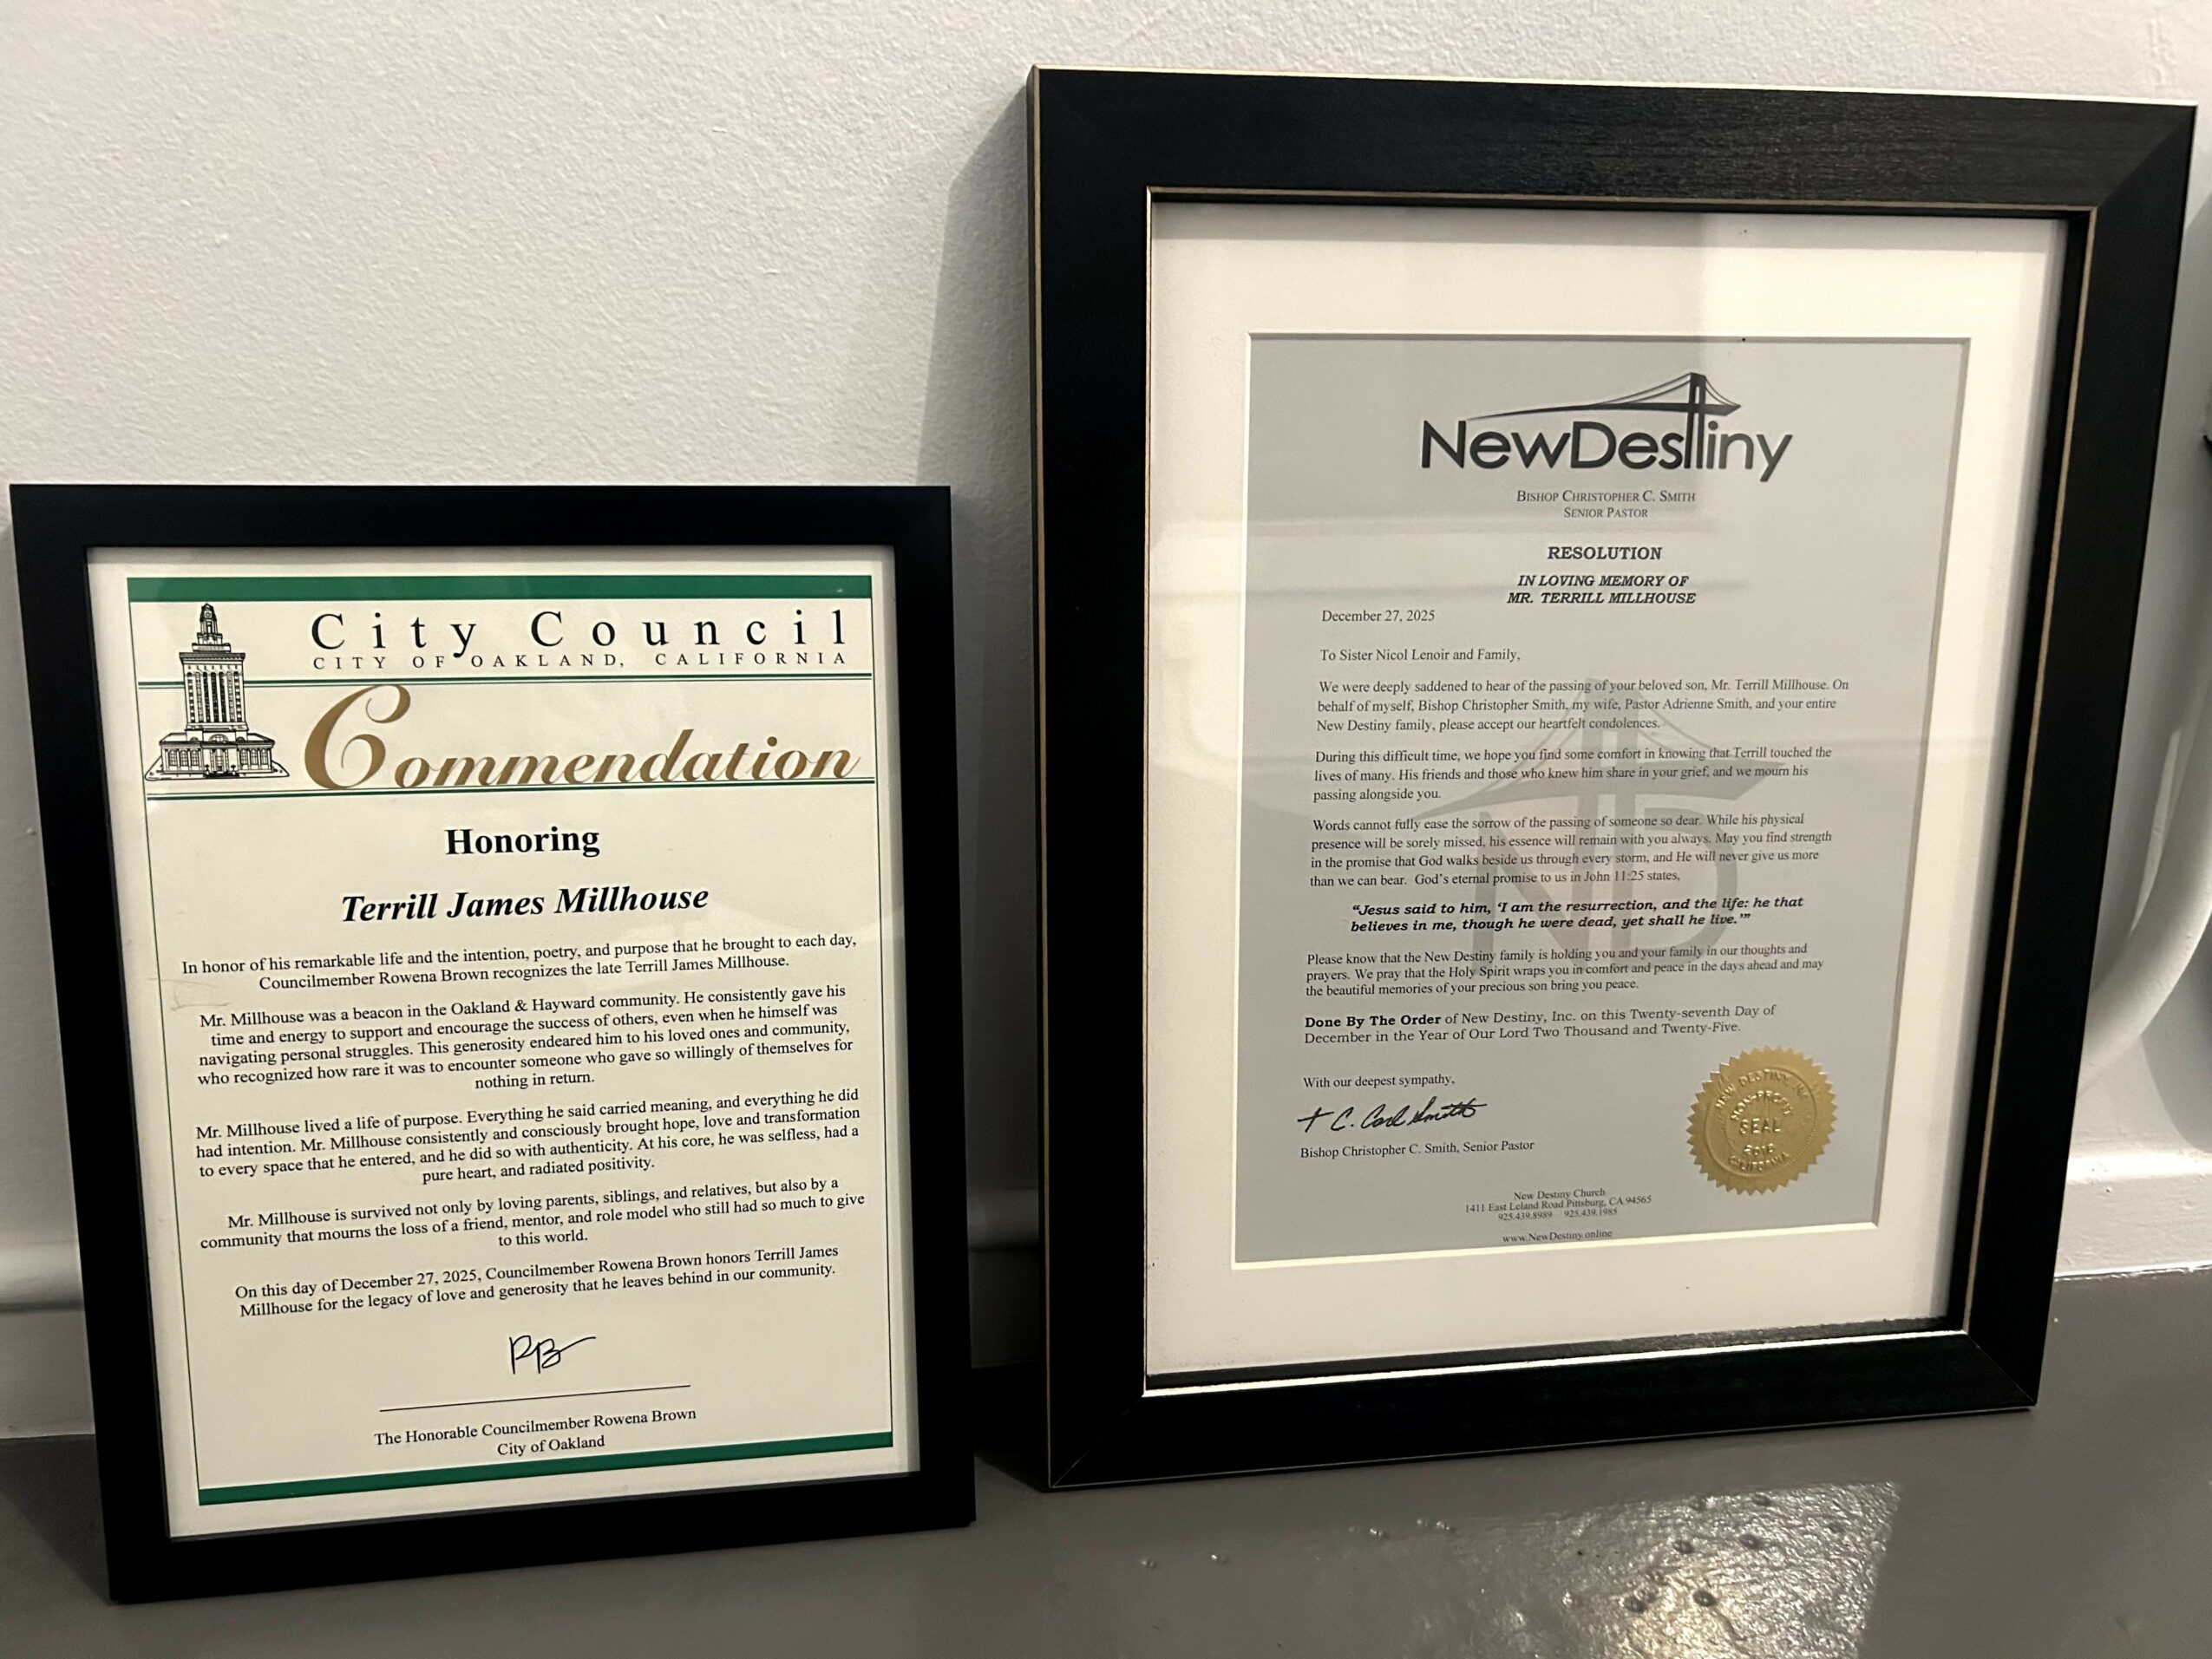 City Council
CITY OF OAKLAND, CALIFORNIA
Commendation
Honoring
Terrill James Millhouse
In honor of his remarkable life and the intention, poetry, and purpose that he brought to each day,
Councilmember Rowena Brown recognizes the late Terrill James Millhouse.
Mr. Millhouse was a beacon in the Oakland & Hayward community. He consistently gave his
time and energy to support and encourage the success of others, even when he himself was
navigating personal struggles. This generosity endeared him to his loved ones and community,
who recognized how rare it was to encounter someone who gave so willingly of themselves for
nothing in return.
Mr. Millhouse lived a life of purpose. Everything he said carried meaning, and everything he did
had intention. Mr. Millhouse consistently and consciously brought hope, love and transformation
to every space that he entered, and he did so with authenticity. At his core, he was selfless, had a
pure heart, and radiated positivity.
Mr. Millhouse is survived not only by loving parents, siblings, and relatives, but also by a
community that mourns the loss of a friend, mentor, and role model who still had so much to give
to this world.
On this day of December 27, 2025, Councilmember Rowena Brown honors Terrill James
Millhouse for the legacy of love and generosity that he leaves behind in our community.
RB
The Honorable Councilmember Rowena Brown
City of Oakland
NewDestiny
BISHOP CHRISTOPHER C. SMITH
SENIOR PASTOR
RESOLUTION
IN LOVING MEMORY OF
MR. TERRILL MILLHOUSE
December 27, 2025
To Sister Nicol Lenoir and Family,
We were deeply saddened to hear of the passing of your beloved son, Mr. Terrill Millhouse. On
behalf of myself, Bishop Christopher Smith, my wife, Pastor Adrienne Smith, and your entire
New Destiny family, please accept our heartfelt condolences.
During this difficult time, we hope you find some comfort in knowing that Terrill touched the
lives of many. His friends and those who knew him share in your grief, and we mourn his
passing alongside you.
Words cannot fully ease the sorrow of the passing of someone so dear. While his physical
presence will be sorely missed, his essence will remain with you always. May you find strength
in the promise that God walks beside us through every storm, and He will never give us more
than we can bear. God's eternal promise to us in John 11:25 states,
“Jesus said to him, ‘I am the resurrection, and the life: he that
believes in me, though he were dead, yet shall he live.’”
Please know that the New Destiny family is holding you and your family in our thoughts and
prayers. We pray that the Holy Spirit wraps you in comfort and peace in the days ahead and may
the beautiful memories of your precious son bring you peace.
Done By The Order of New Destiny, Inc. on this Twenty-seventh Day of
December in the Year of Our Lord Two Thousand and Twenty-Five.
With our deepest sympathy,
C. Carl Smith
Bishop Christopher C. Smith, Senior Pastor
NEW DESTINY, INC.
NON-PROFIT
SEAL
CALIFORNIA
New Destiny Church
1411 East Leland Road Pittsburg, CA 94565
925.439.8989 925.439.1985
www.NewDestiny.online
ND